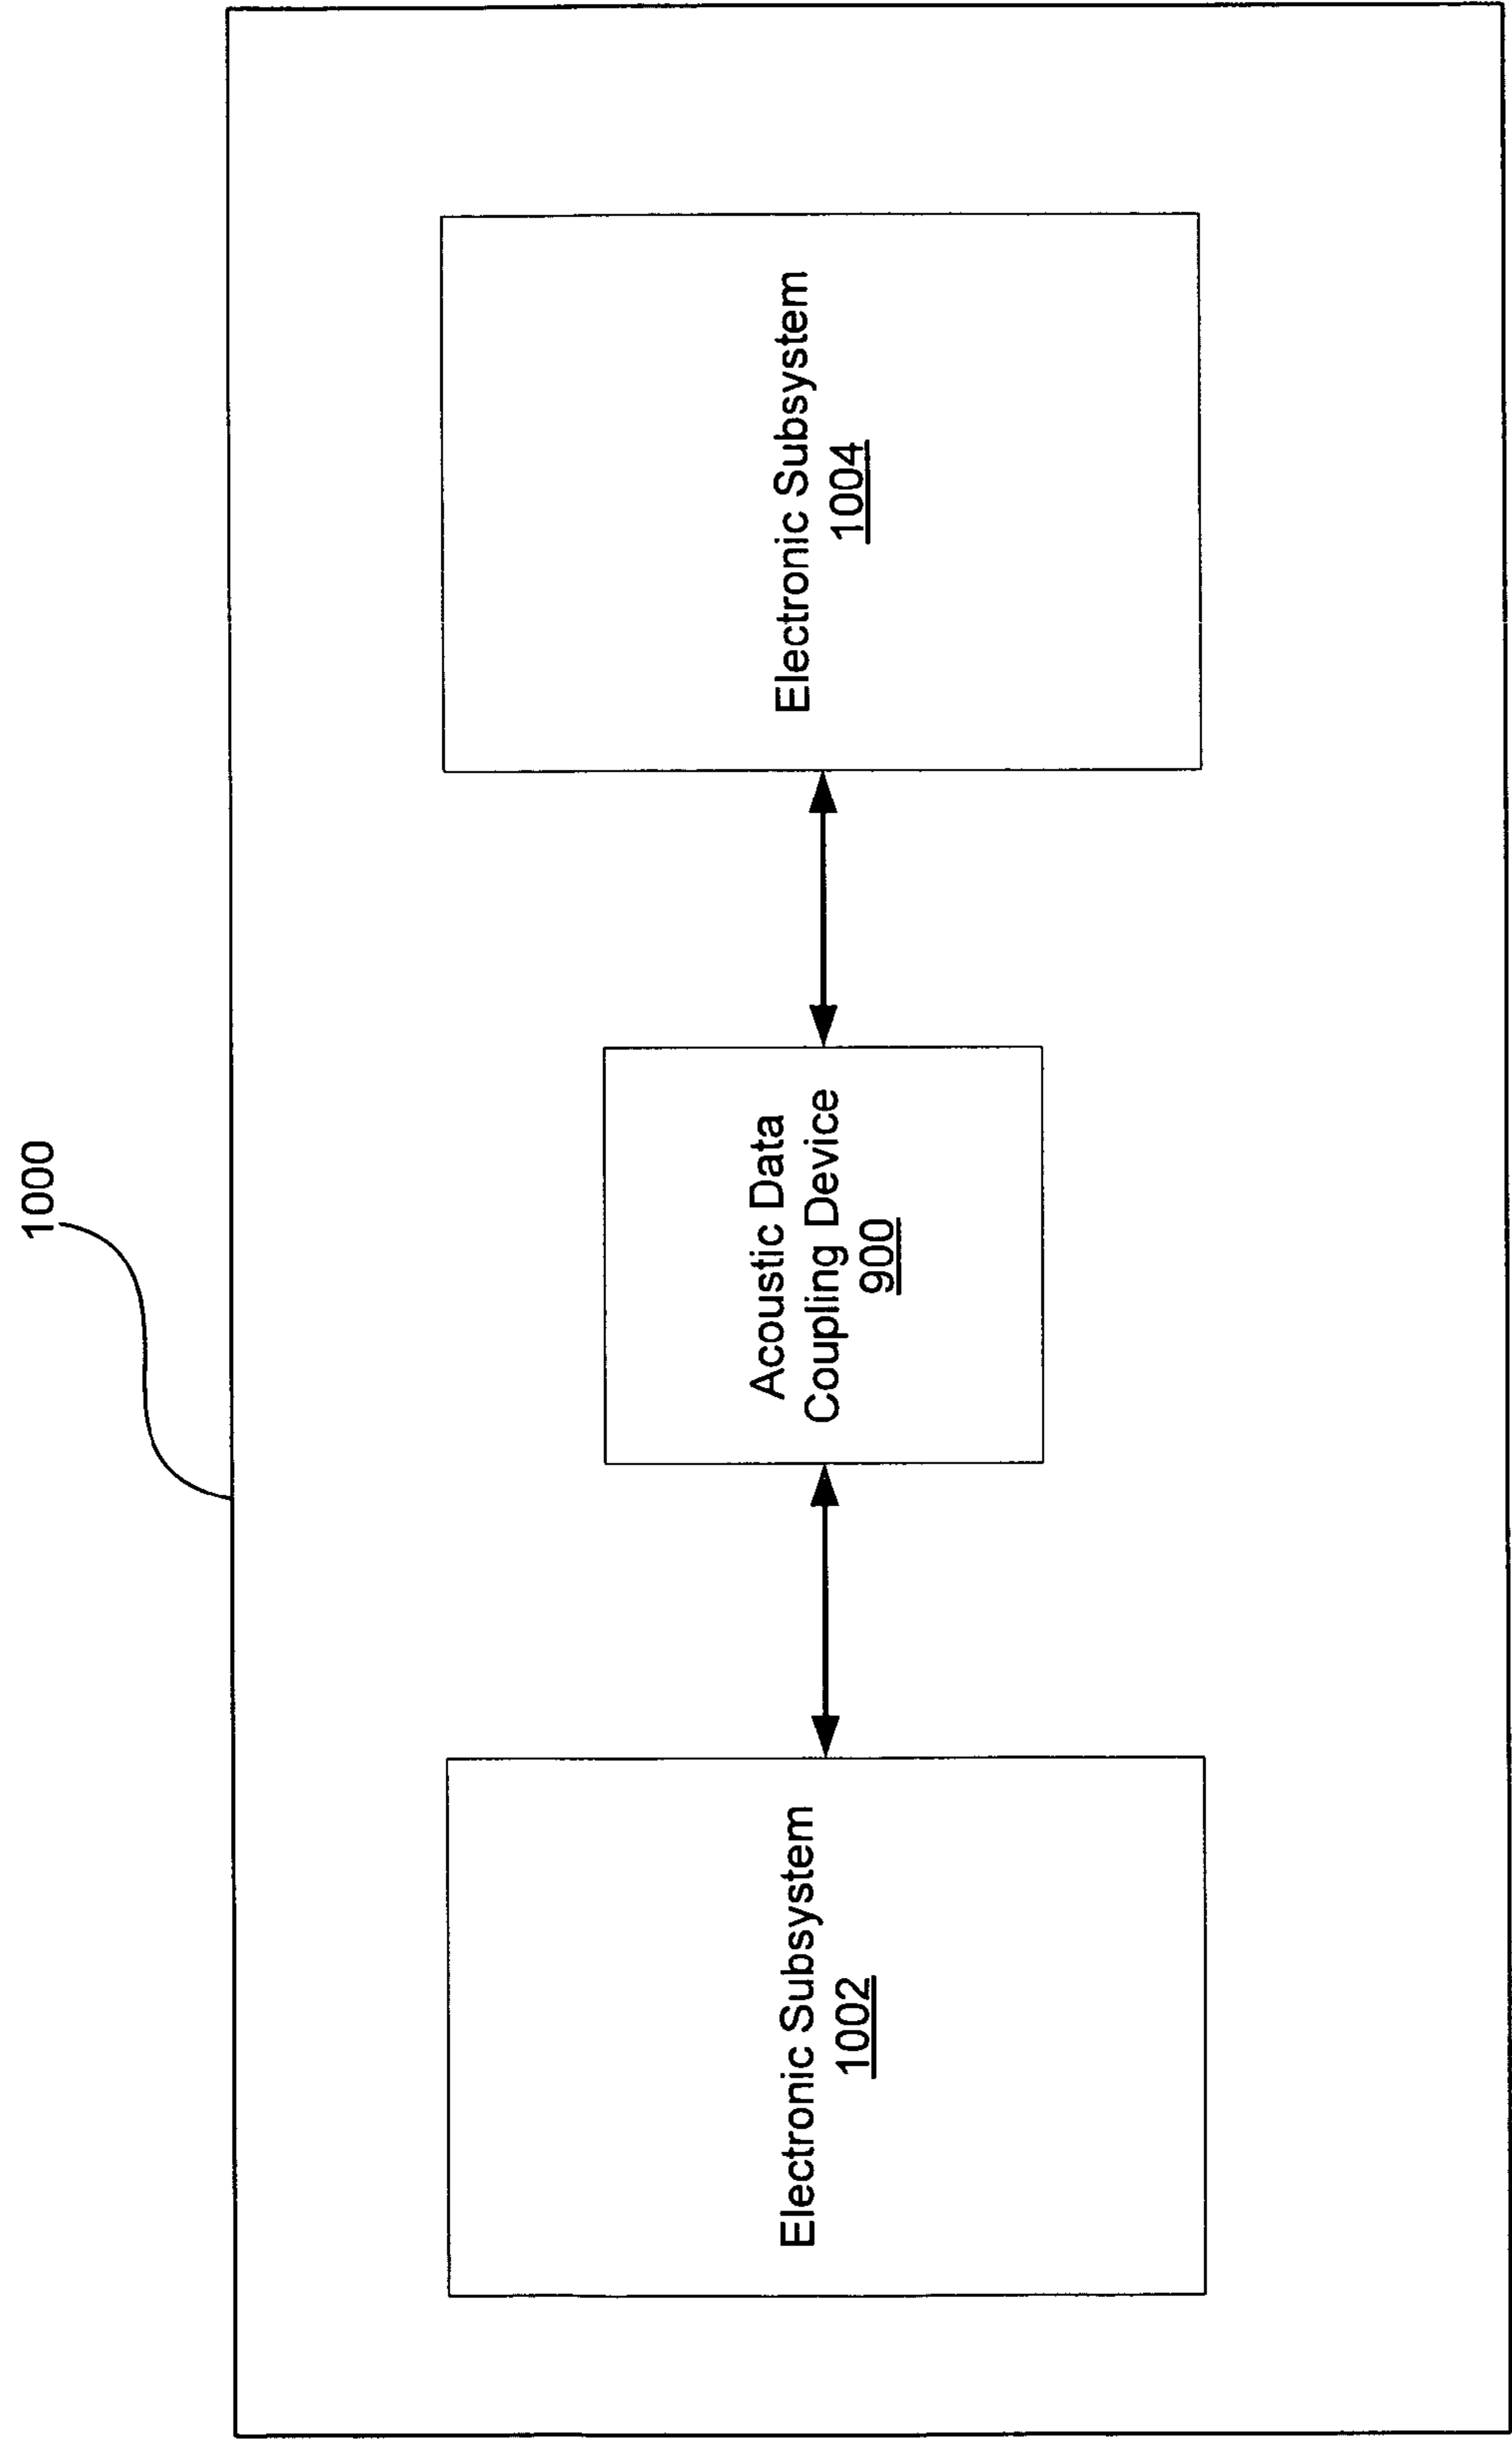 1000
Electronic Subsystem
1002
Acoustic Data
Coupling Device
900
Electronic Subsystem
1004